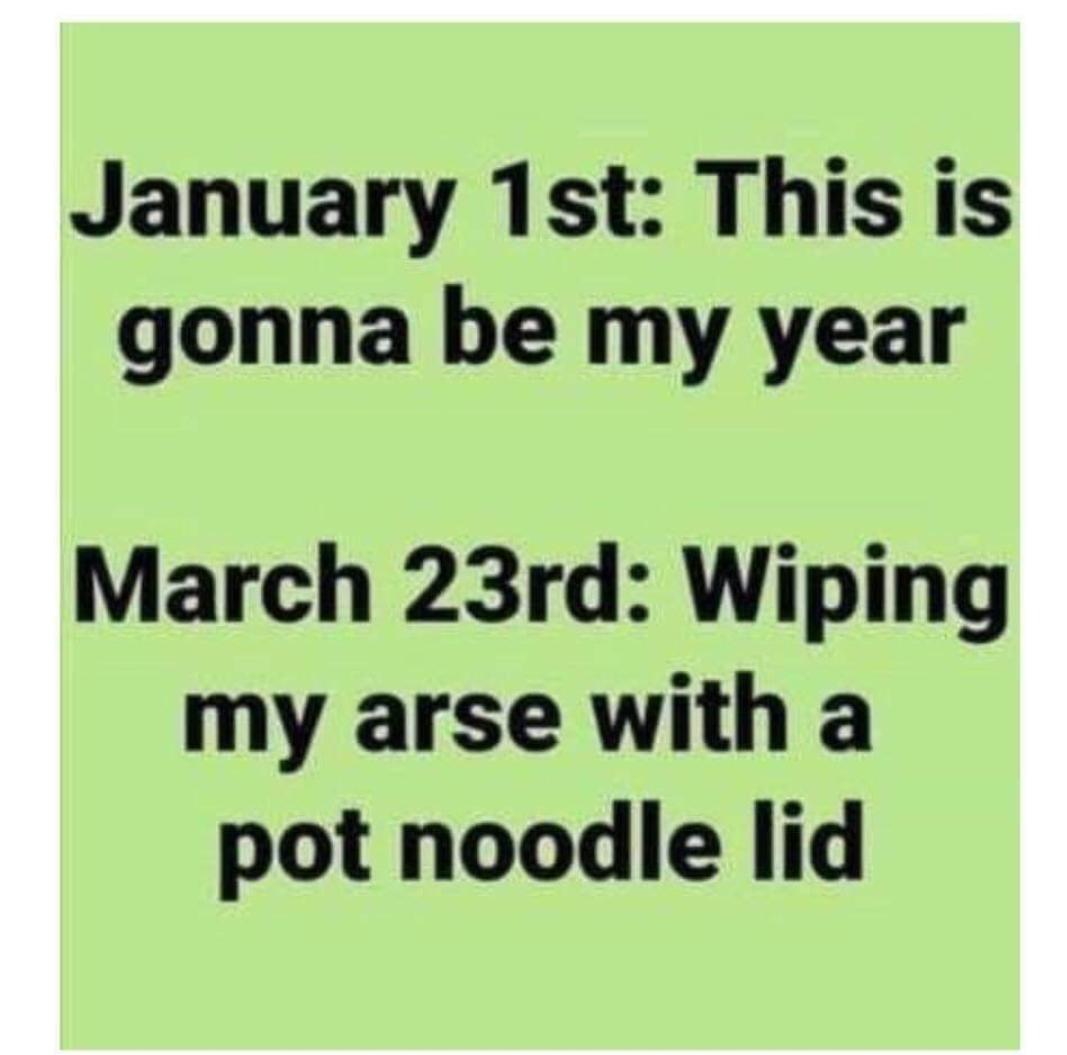 January 1st: This is
gonna be my year
March 23rd: Wiping
my arse with a
pot noodle lid